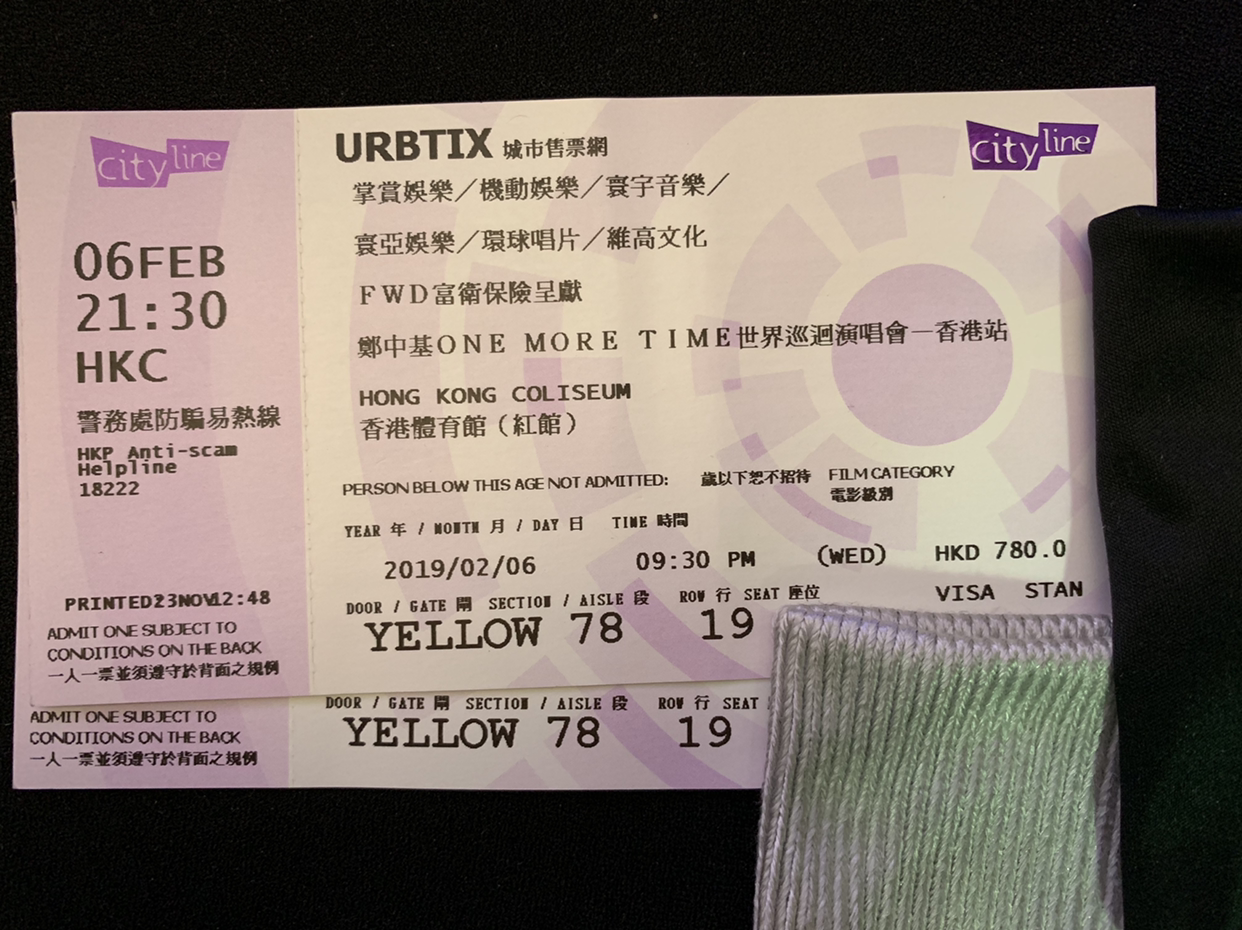 cityline
06FEB
21:30
HKC
警務處防騙易熱線
HKP Anti-scam
Helpline
18222
PRINTED23NOV12:48
ADMIT ONE SUBJECT TO
CONDITIONS ON THE BACK
一人一票並須遵守於背面之規例
URBTIX 城市售票網
cityline
掌賞娛樂／機動娛樂／寰宇音樂／
寰亞娛樂／環球唱片／維高文化
FWD富衛保險呈獻
鄭中基ONE MORE TIME世界巡迴演唱會－香港站
HONG KONG COLISEUM
香港體育館（紅館）
PERSON BELOW THIS AGE NOT ADMITTED: 歲以下恕不招待 FILM CATEGORY
電影級別
YEAR 年 / MONTH 月 / DAY 日 TIME 時間
2019/02/06 09:30 PM (WED) HKD 780.0
VISA STAN
DOOR / GATE 閘 SECTION / AISLE 段 ROW 行 SEAT 座位
YELLOW 78 19
ADMIT ONE SUBJECT TO
CONDITIONS ON THE BACK
一人一票並須遵守於背面之規例
DOOR / GATE 閘 SECTION / AISLE 段 ROW 行 SEAT
YELLOW 78 19